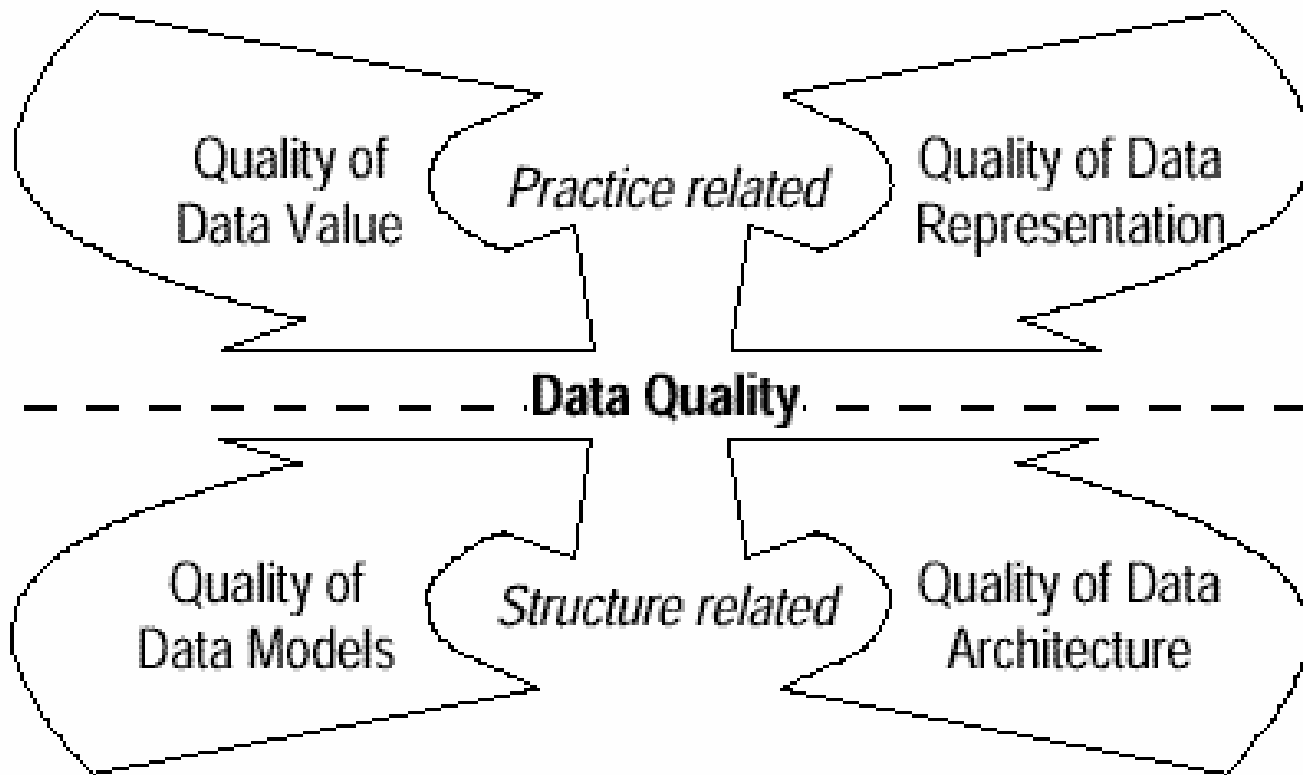 Quality of
Data Value
Practice related
Quality of Data
Representation
Data Quality
Quality of
Data Models
Structure related
Quality of Data
Architecture